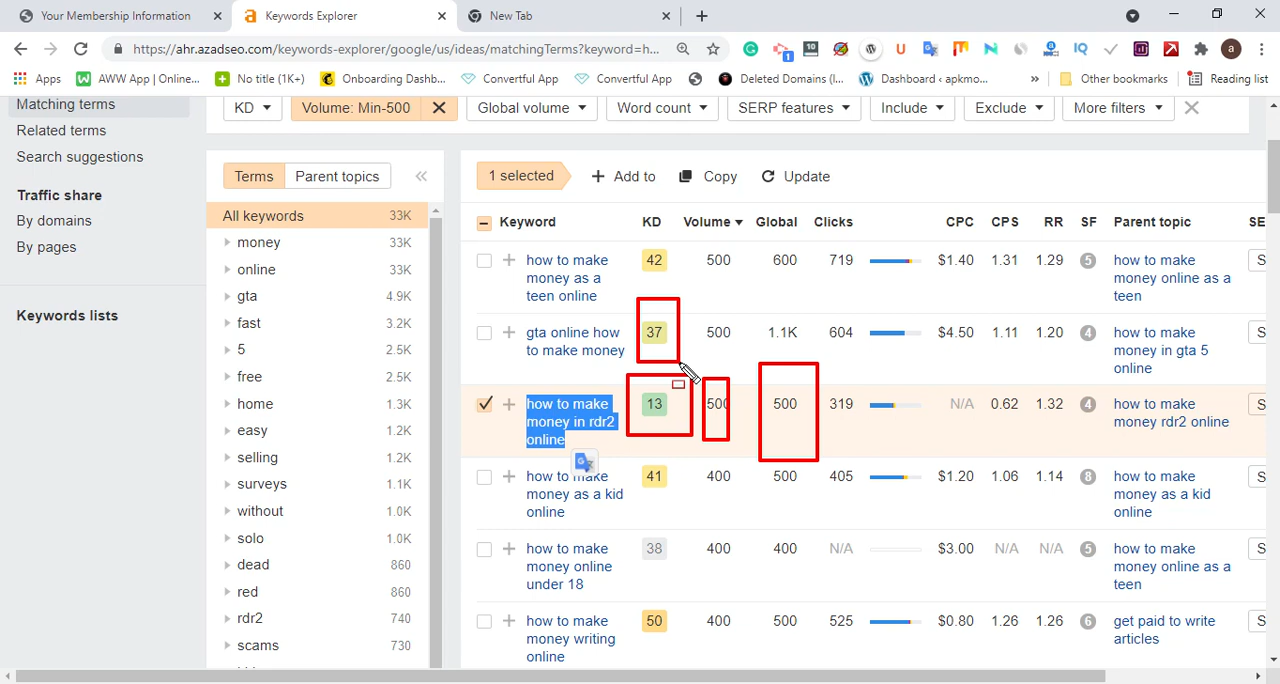 Your Membership Information
Keywords Explorer
New Tab
https://ahr.azadseo.com/keywords-explorer/google/us/ideas/matchingTerms?keyword=h...
Apps
AWW App | Online...
No title (1K+)
Onboarding Dashb...
Convertful App
Convertful App
Deleted Domains (I...
Dashboard ‹ apkmo...
»
Other bookmarks
Reading list
Matching terms
Related terms
Search suggestions
Traffic share
By domains
By pages
Keywords lists
KD
Volume: Min-500
Global volume
Word count
SERP features
Include
Exclude
More filters
Terms
Parent topics
All keywords 33K
money 33K
online 33K
gta 4.9K
fast 3.2K
5 2.5K
free 2.5K
home 1.3K
easy 1.2K
selling 1.2K
surveys 1.1K
without 1.0K
solo 1.0K
dead 860
red 860
rdr2 740
scams 730
1 selected
Add to
Copy
Update
Keyword KD Volume Global Clicks CPC CPS RR SF Parent topic SE
how to make money as a teen online 42 500 600 719 $1.40 1.31 1.29 5 how to make money online as a teen S
gta online how to make money 37 500 1.1K 604 $4.50 1.11 1.20 4 how to make money in gta 5 online S
how to make money in rdr2 online 13 500 500 319 N/A 0.62 1.32 4 how to make money rdr2 online S
how to make money as a kid online 41 400 500 405 $1.20 1.06 1.14 8 how to make money as a kid online S
how to make money online under 18 38 400 400 N/A $3.00 N/A N/A 5 how to make money online as a teen S
how to make money writing online 50 400 500 525 $0.80 1.26 1.26 6 get paid to write articles S